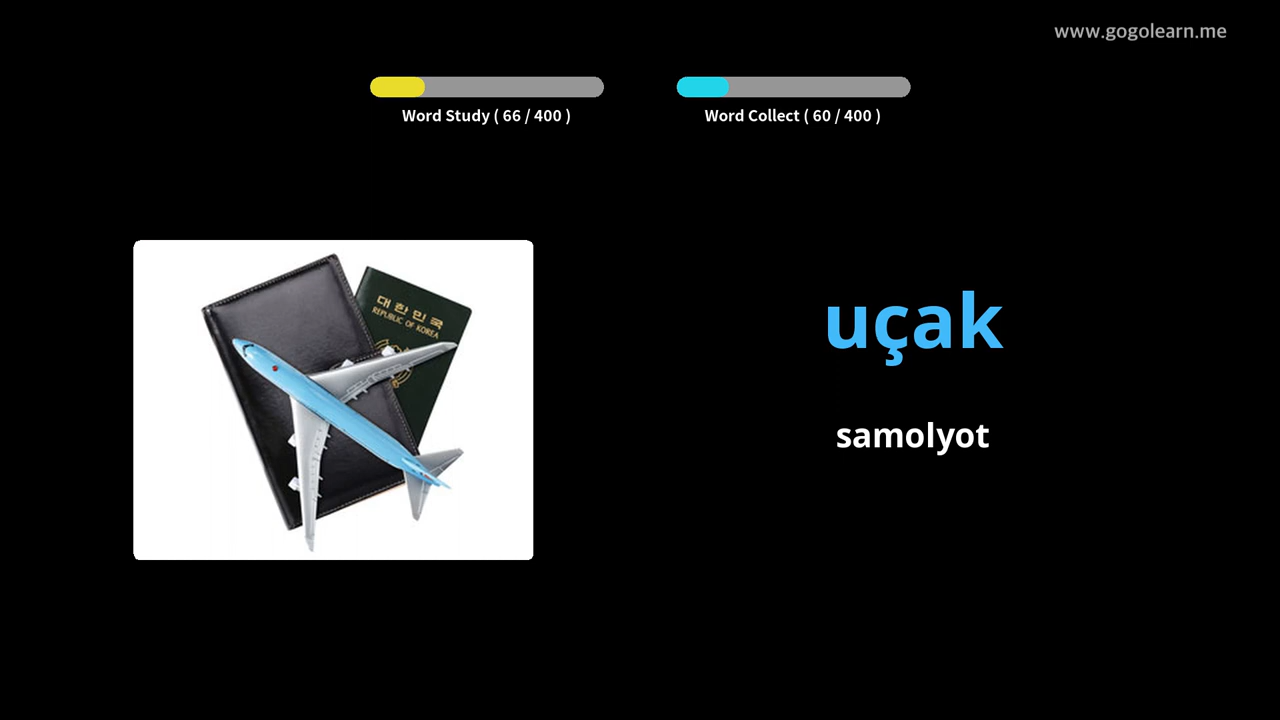 www.gogolearn.me
Word Study ( 66 / 400 )
Word Collect ( 60 / 400 )
대한민국
REPUBLIC OF KOREA
uçak
samolyot